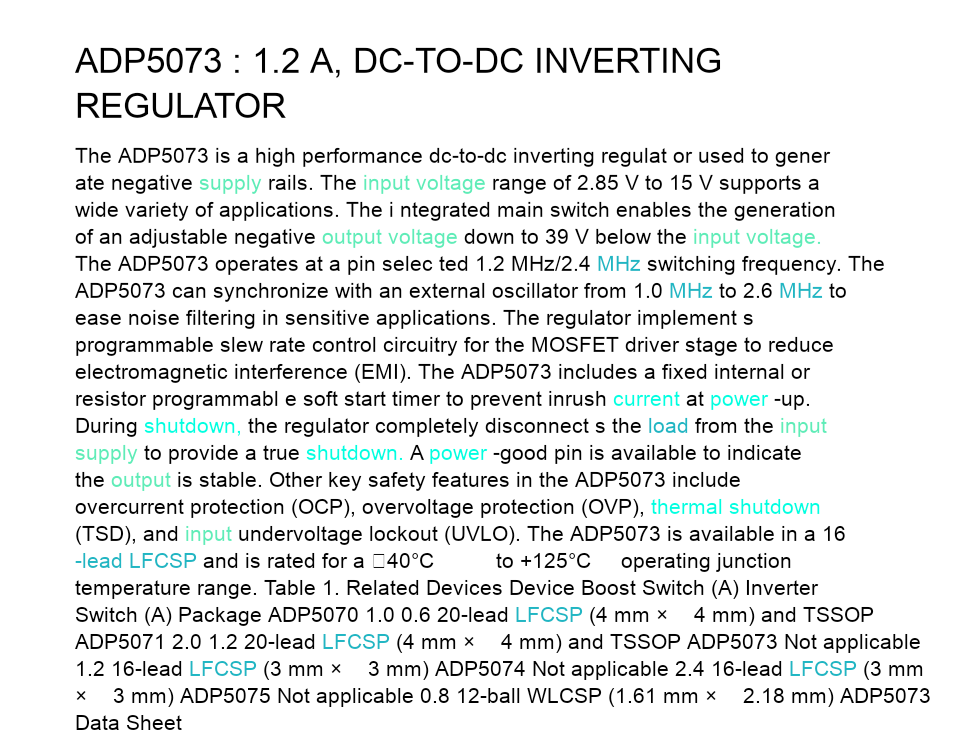 ADP5073 : 1.2 A, DC-TO-DC INVERTING
REGULATOR
The ADP5073 is a high performance dc-to-dc inverting regulat or used to gener
ate negative supply rails. The input voltage range of 2.85 V to 15 V supports a
wide variety of applications. The i ntegrated main switch enables the generation
of an adjustable negative output voltage down to 39 V below the input voltage.
The ADP5073 operates at a pin selec ted 1.2 MHz/2.4 MHz switching frequency. The
ADP5073 can synchronize with an external oscillator from 1.0 MHz to 2.6 MHz to
ease noise filtering in sensitive applications. The regulator implement s
programmable slew rate control circuitry for the MOSFET driver stage to reduce
electromagnetic interference (EMI). The ADP5073 includes a fixed internal or
resistor programmabl e soft start timer to prevent inrush current at power -up.
During shutdown, the regulator completely disconnect s the load from the input
supply to provide a true shutdown. A power -good pin is available to indicate
the output is stable. Other key safety features in the ADP5073 include
overcurrent protection (OCP), overvoltage protection (OVP), thermal shutdown
(TSD), and input undervoltage lockout (UVLO). The ADP5073 is available in a 16
-lead LFCSP and is rated for a □40°C to +125°C operating junction
temperature range. Table 1. Related Devices Device Boost Switch (A) Inverter
Switch (A) Package ADP5070 1.0 0.6 20-lead LFCSP (4 mm × 4 mm) and TSSOP
ADP5071 2.0 1.2 20-lead LFCSP (4 mm × 4 mm) and TSSOP ADP5073 Not applicable
1.2 16-lead LFCSP (3 mm × 3 mm) ADP5074 Not applicable 2.4 16-lead LFCSP (3 mm
× 3 mm) ADP5075 Not applicable 0.8 12-ball WLCSP (1.61 mm × 2.18 mm) ADP5073
Data Sheet